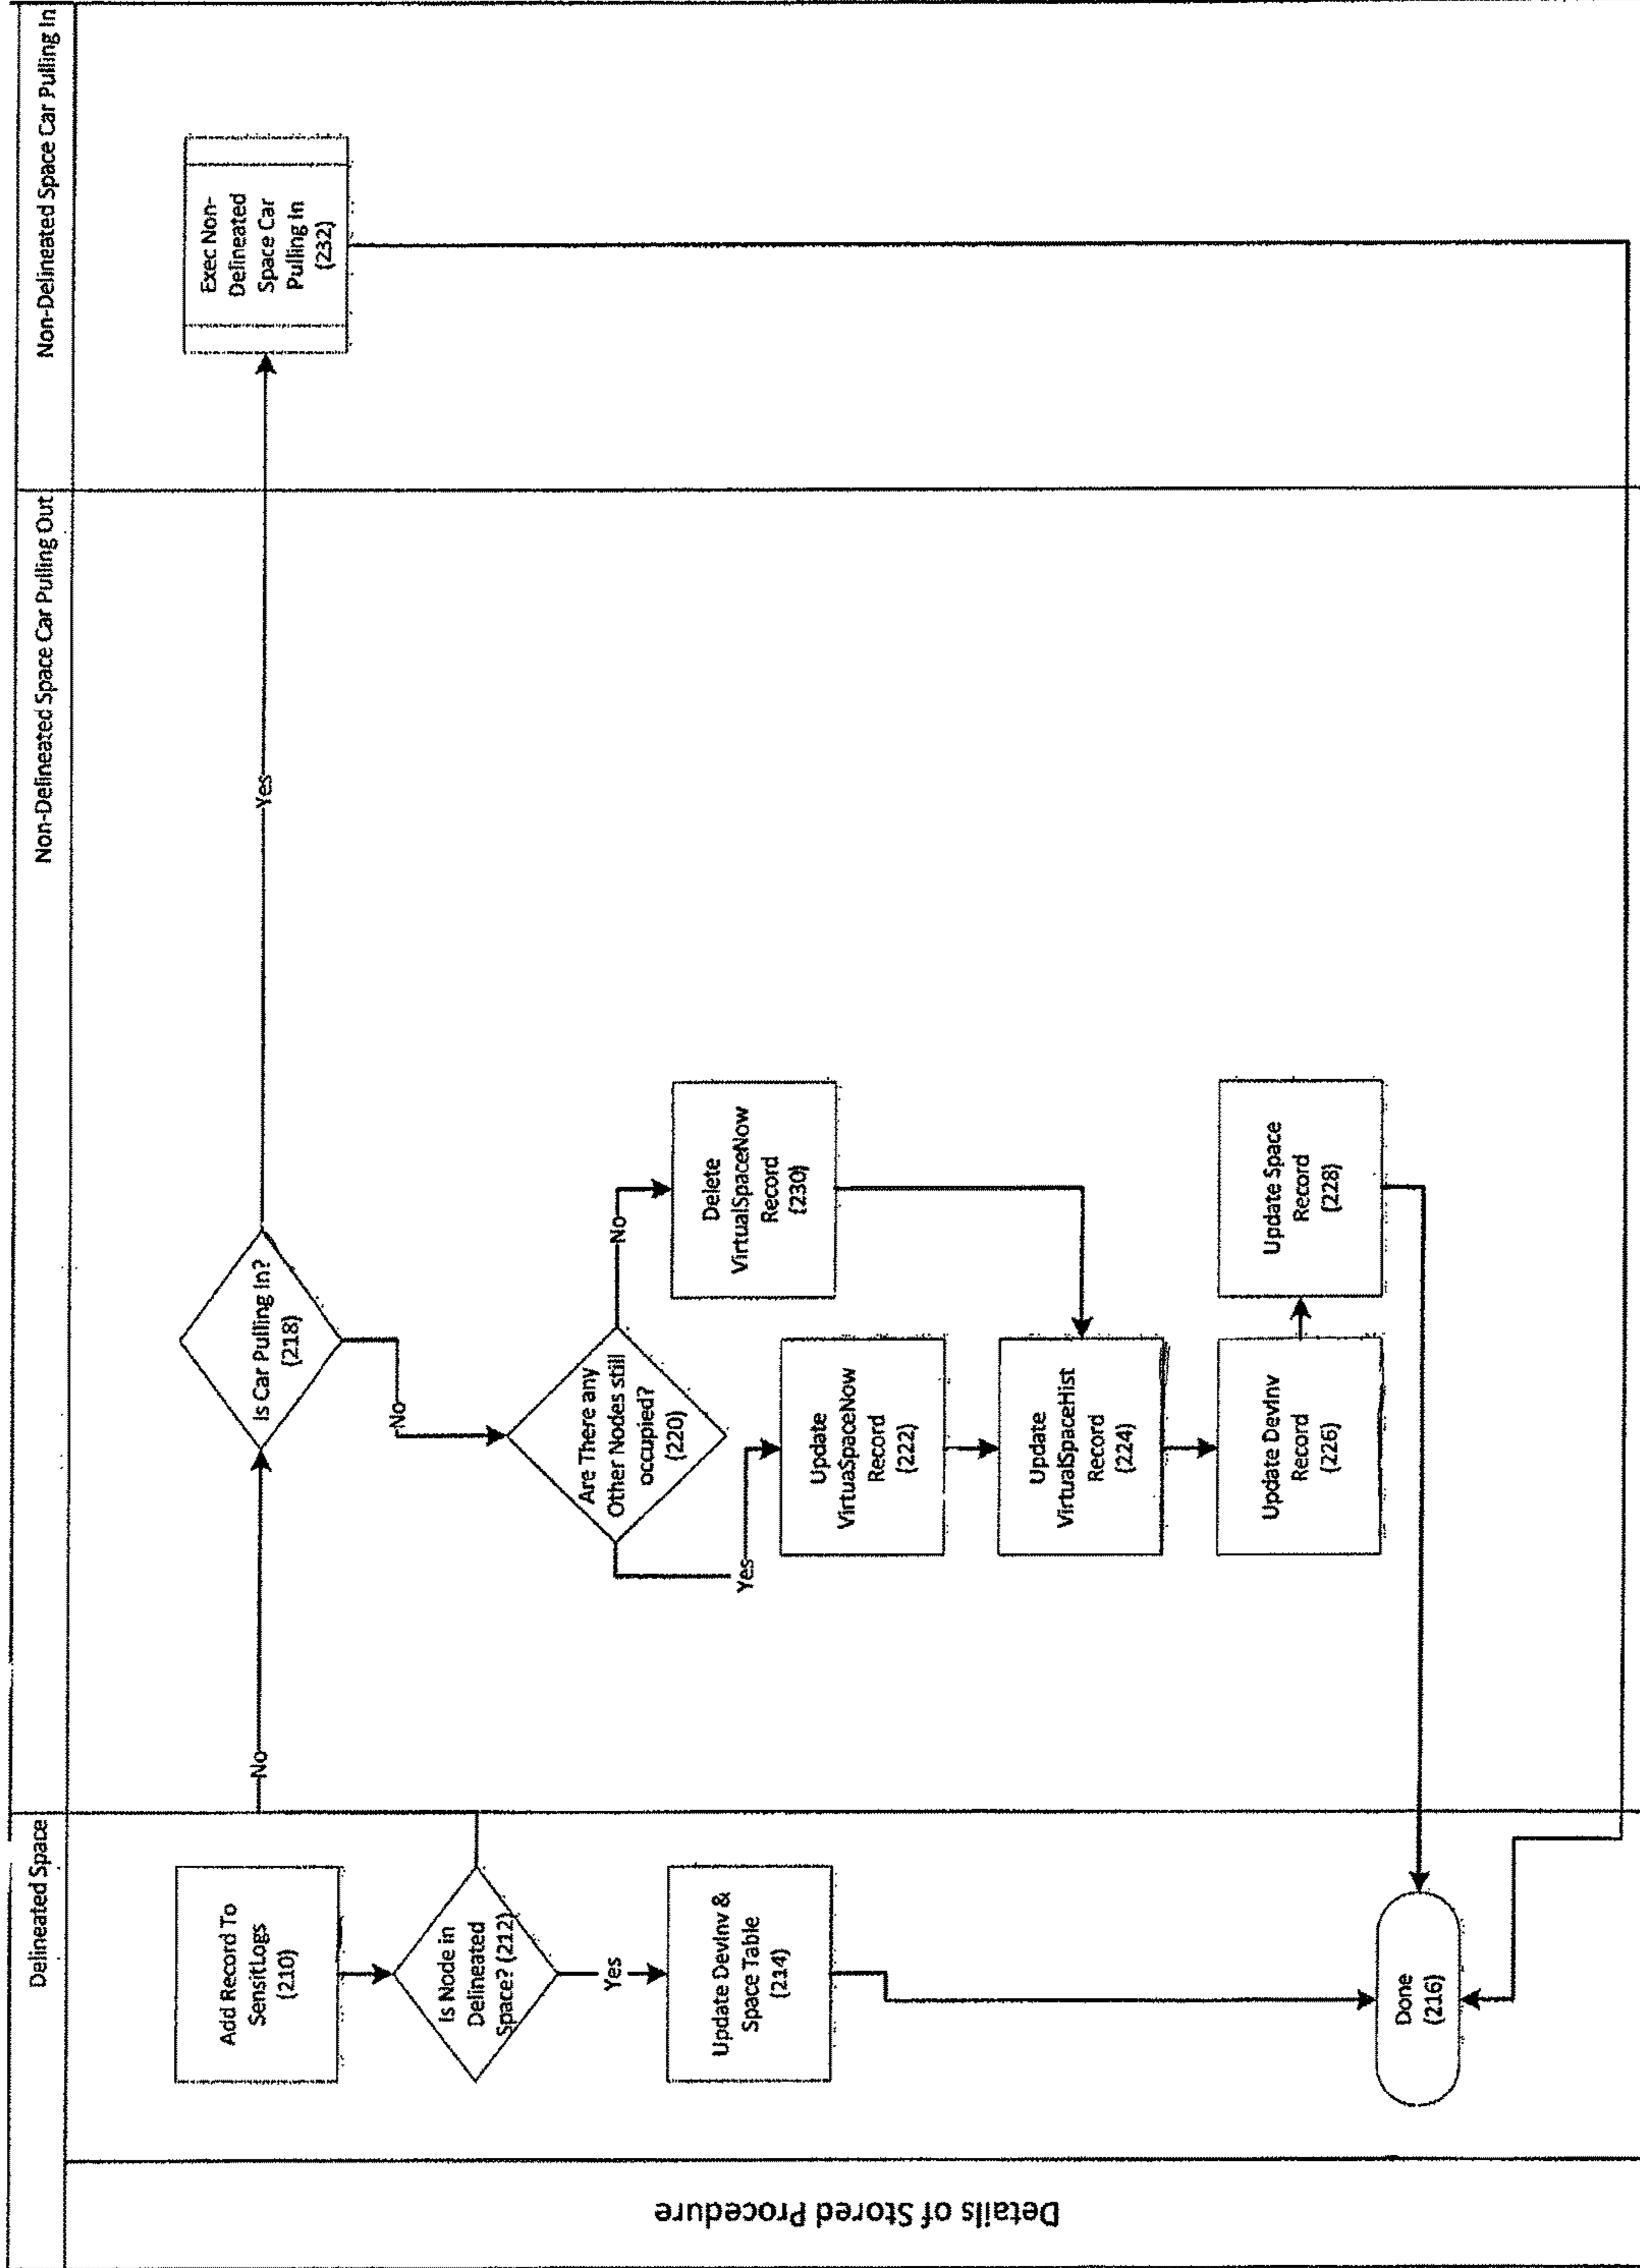 Details of Stored Procedure
Delineated Space
Non-Delineated Space Car Pulling Out
Non-Delineated Space Car Pulling In
Add Record To
SensitLogs
(210)
Is Node in
Delineated
Space? (212)
Yes
No
Update DevInv &
Space Table
(214)
Done
(216)
Is Car Pulling In?
(218)
Yes
No
Are There any
Other Nodes still
occupied?
(220)
Yes
No
Update
VirtuaSpaceNow
Record
(222)
Delete
VirtualSpaceNow
Record
(230)
Update
VirtualSpaceHist
Record
(224)
Update DevInv
Record
(226)
Update Space
Record
(228)
Exec Non-
Delineated
Space Car
Pulling In
(232)